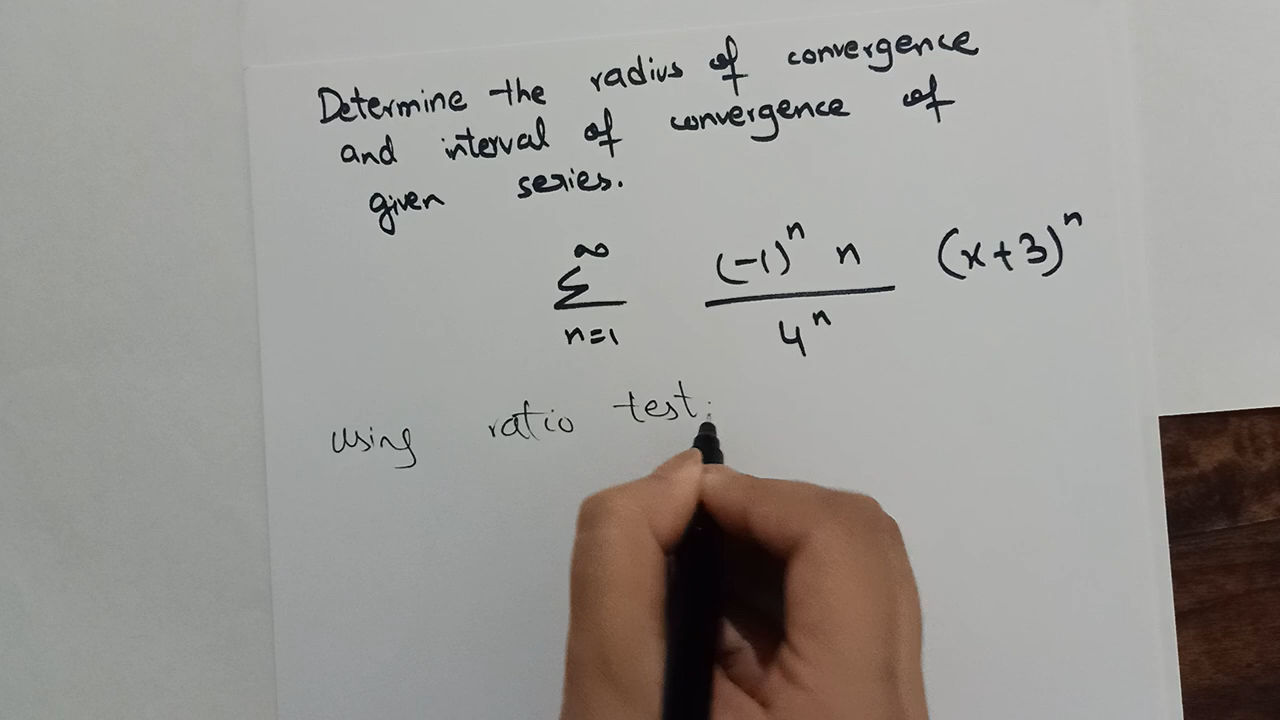 Determine the radius of convergence
and interval of convergence of
given series.
∞
Σ (-1)^n n / 4^n (x+3)^n
n=1
using ratio test: